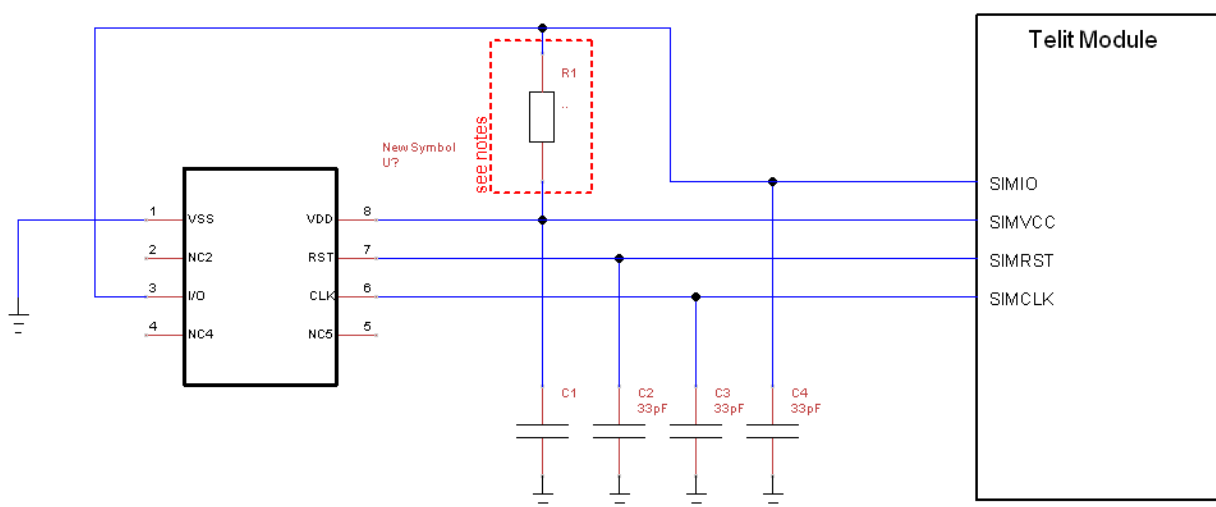 Telit Module
R1
..
see notes
New Symbol
U?
SIMIO
SIMVCC
SIMRST
SIMCLK
1 VSS VDD 8
2 NC2 RST 7
3 I/O CLK 6
4 NC4 NC5 5
C1
C2
33pF
C3
33pF
C4
33pF